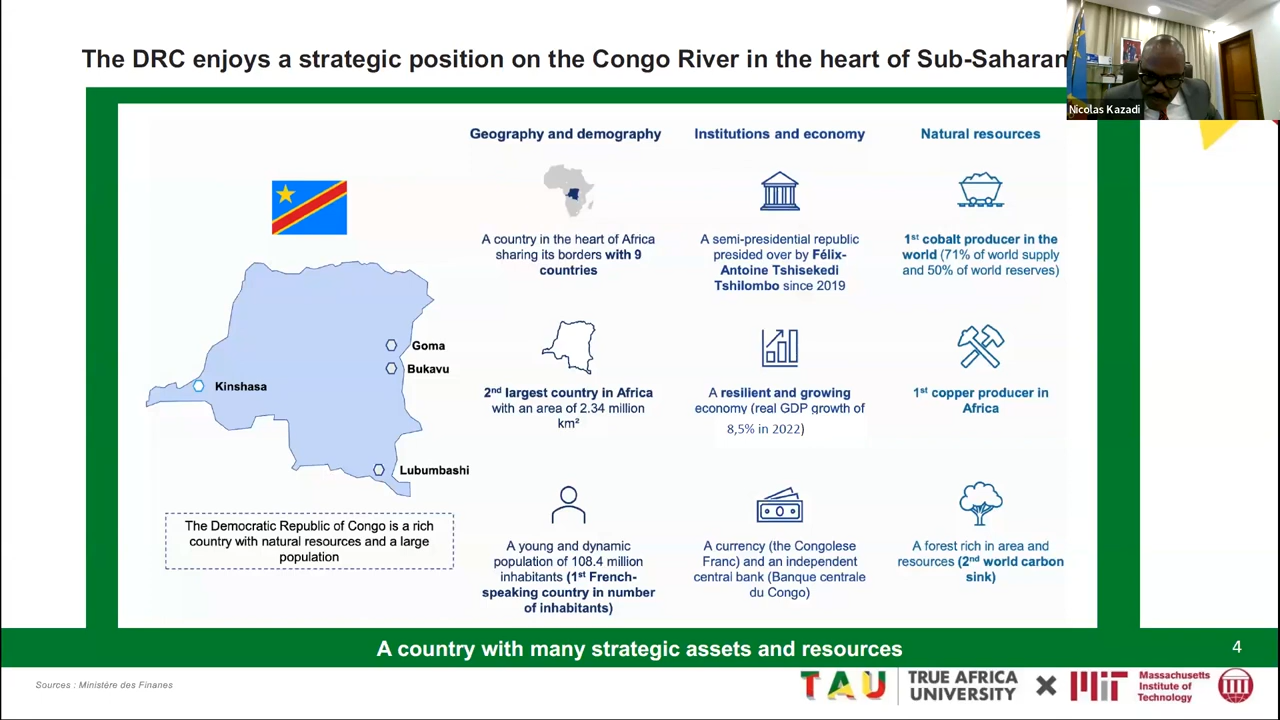 The DRC enjoys a strategic position on the Congo River in the heart of Sub-Saharan
Nicolas Kazadi
Geography and demography
A country in the heart of Africa
sharing its borders with 9
countries
2nd largest country in Africa
with an area of 2.34 million
km²
A young and dynamic
population of 108.4 million
inhabitants (1st French-
speaking country in number
of inhabitants)
Institutions and economy
A semi-presidential republic
presided over by Félix-
Antoine Tshisekedi
Tshilombo since 2019
A resilient and growing
economy (real GDP growth of
8,5% in 2022)
A currency (the Congolese
Franc) and an independent
central bank (Banque centrale
du Congo)
Natural resources
1st cobalt producer in the
world (71% of world supply
and 50% of world reserves)
1st copper producer in
Africa
A forest rich in area and
resources (2nd world carbon
sink)
Goma
Bukavu
Kinshasa
Lubumbashi
The Democratic Republic of Congo is a rich
country with natural resources and a large
population
A country with many strategic assets and resources
4
Sources : Ministére des Finanes
TAU
TRUE AFRICA
UNIVERSITY
MIT
Massachusetts
Institute of
Technology